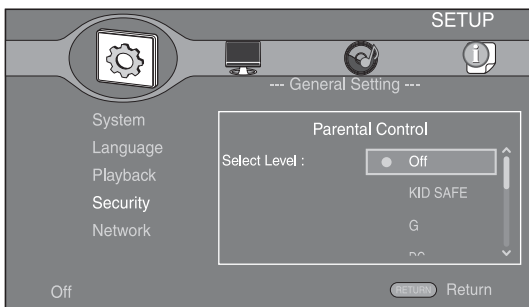 SETUP
--- General Setting ---
System
Language
Playback
Security
Network
Parental Control
Select Level :
Off
KID SAFE
G
Off
RETURN Return